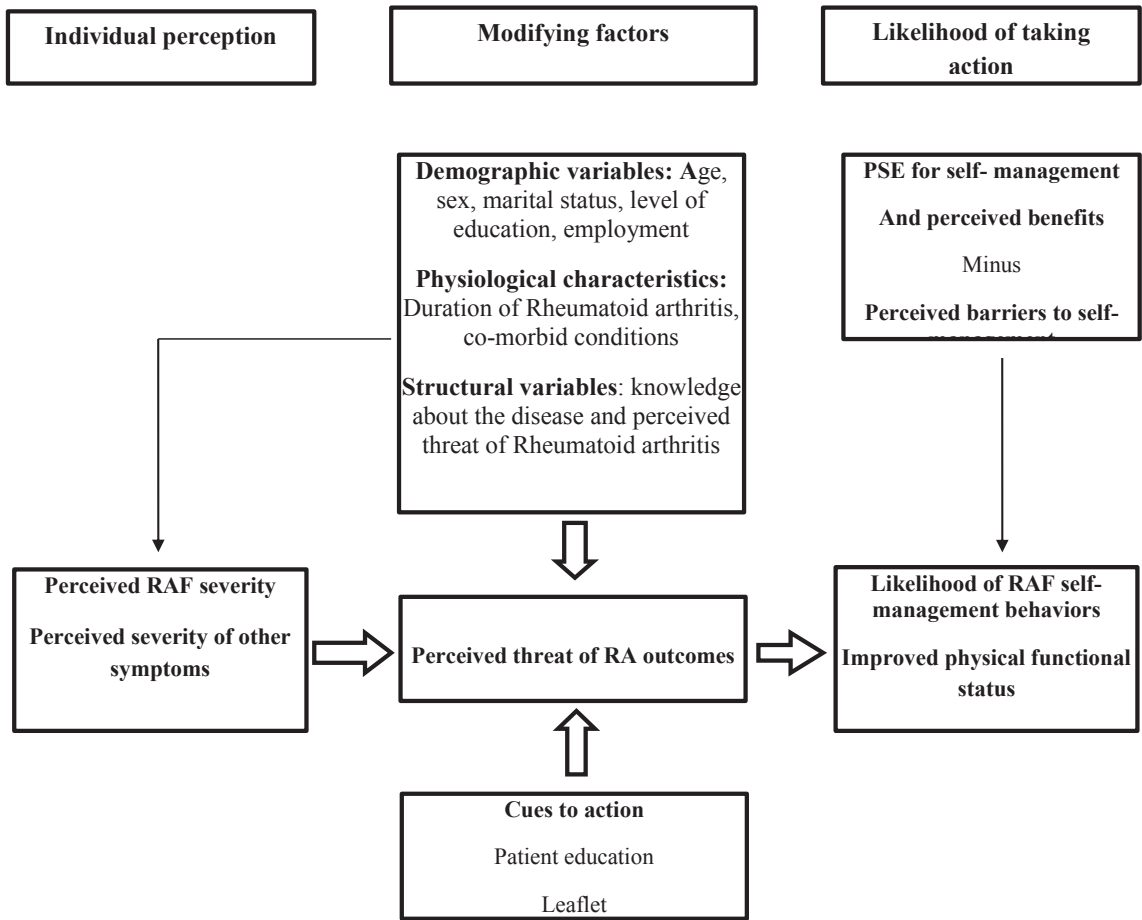 Individual perception
Modifying factors
Likelihood of taking
action
Demographic variables: Age,
sex, marital status, level of
education, employment
Physiological characteristics:
Duration of Rheumatoid arthritis,
co-morbid conditions
Structural variables: knowledge
about the disease and perceived
threat of Rheumatoid arthritis
PSE for self- management
And perceived benefits
Minus
Perceived barriers to self-
management
Perceived RAF severity
Perceived severity of other
symptoms
Perceived threat of RA outcomes
Likelihood of RAF self-
management behaviors
Improved physical functional
status
Cues to action
Patient education
Leaflet